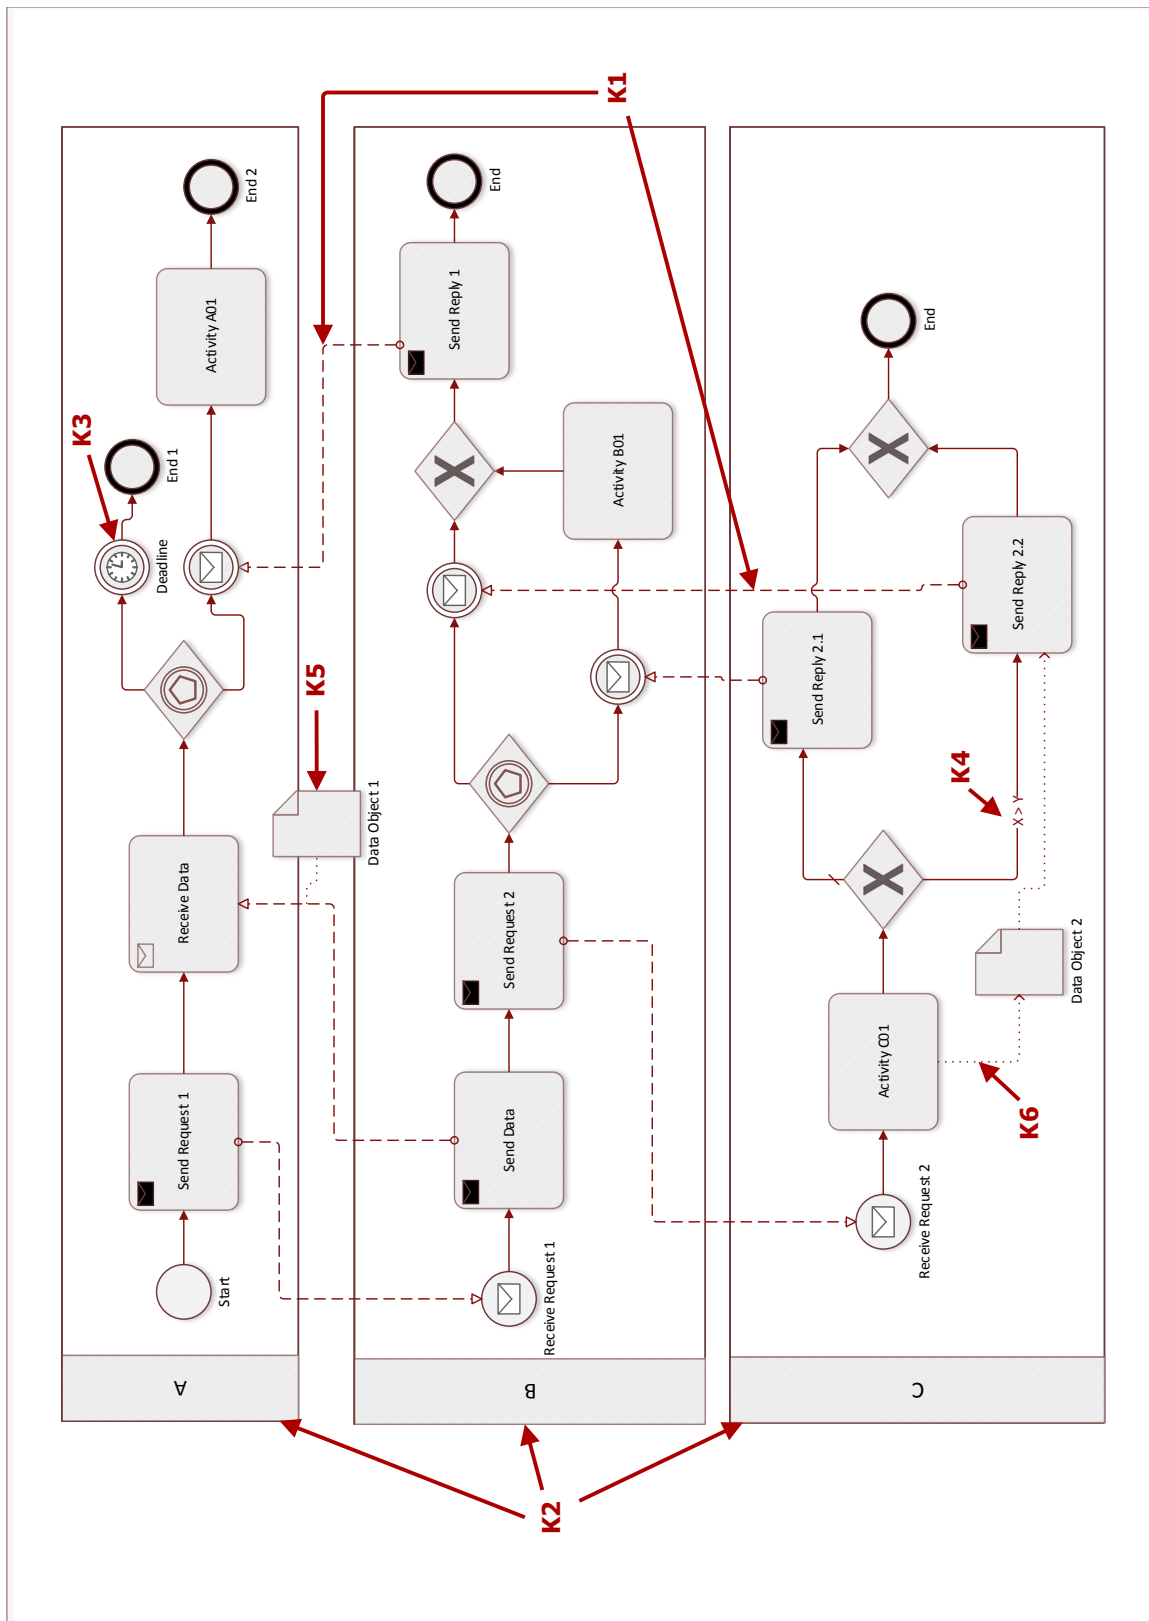 K1
K2
K3
K4
K5
K6
A
Start
Send Request 1
Receive Data
Deadline
End 1
Activity A01
End 2
Data Object 1
B
Receive Request 1
Send Data
Send Request 2
Activity B01
Send Reply 1
End
C
Receive Request 2
Activity C01
Data Object 2
X > Y
Send Reply 2.1
Send Reply 2.2
End